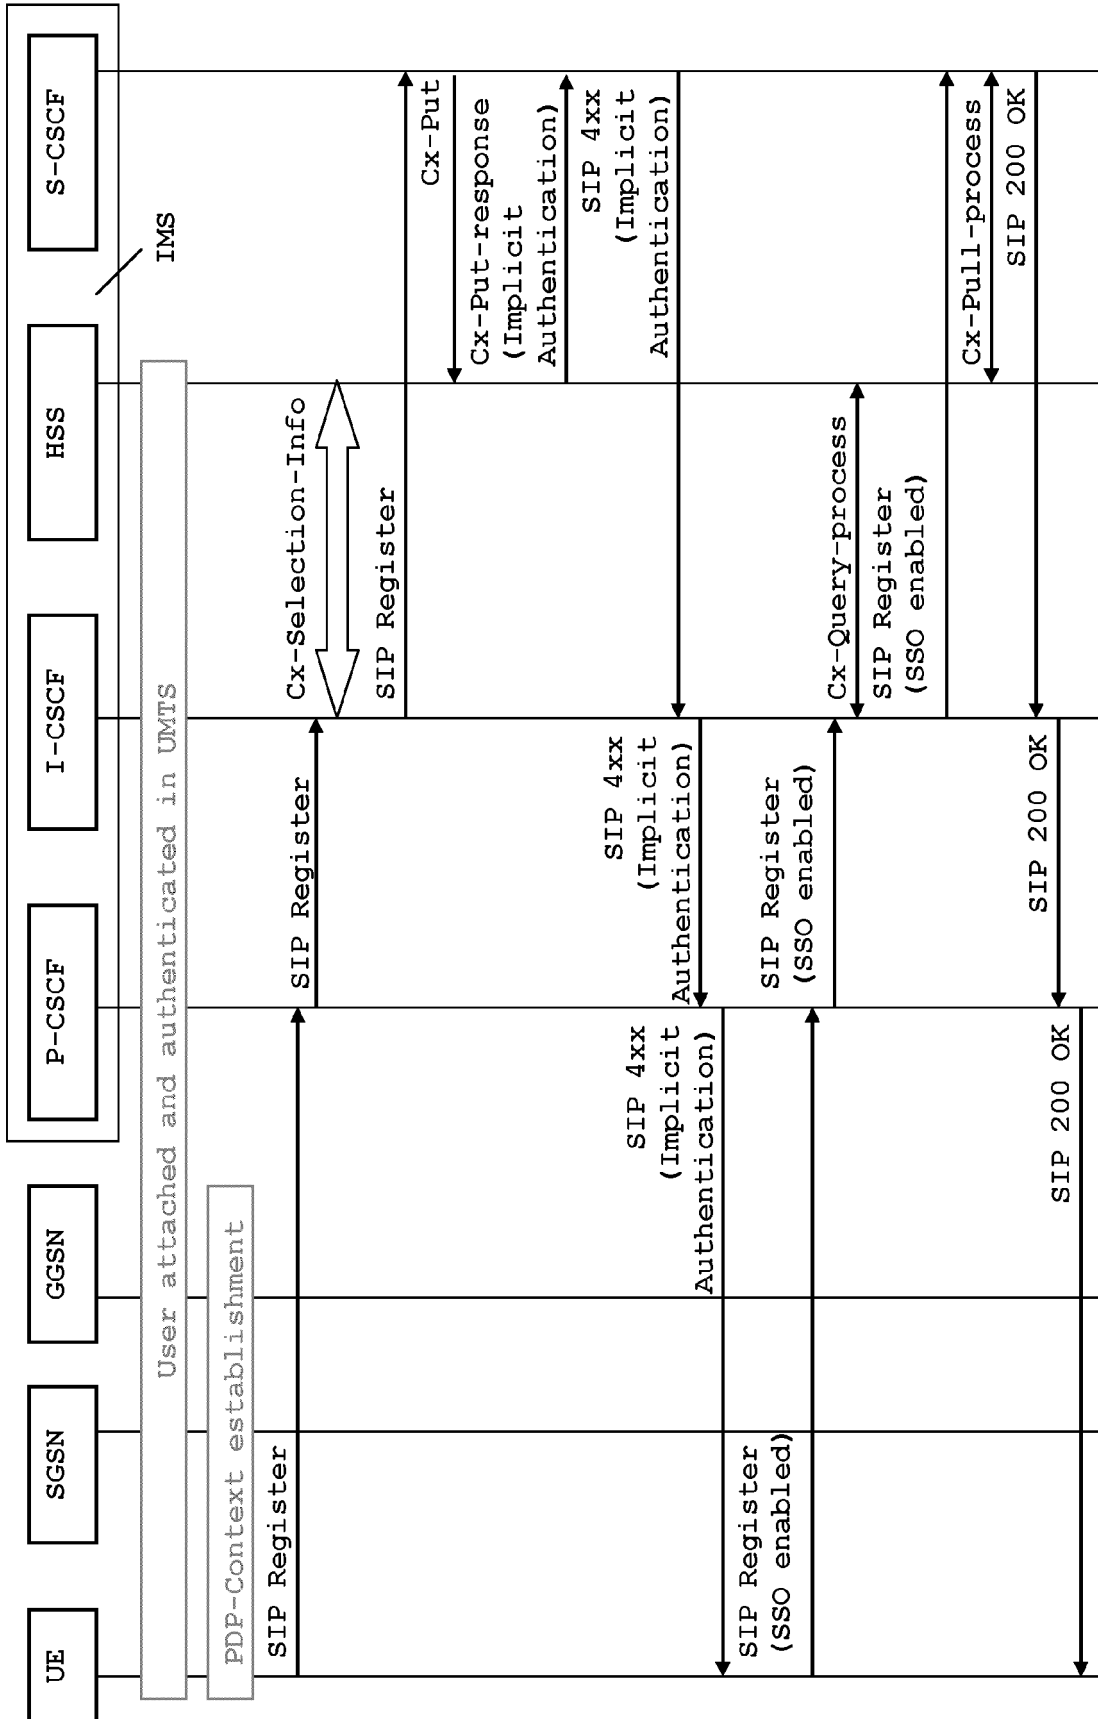 UE
SGSN
GGSN
P-CSCF
I-CSCF
HSS
S-CSCF
IMS
User attached and authenticated in UMTS
PDP-Context establishment
SIP Register
SIP Register
Cx-Selection-Info
SIP Register
Cx-Put
Cx-Put-response
(Implicit
Authentication)
SIP 4xx
(Implicit
Authentication)
SIP 4xx
(Implicit
Authentication)
SIP 4xx
(Implicit
Authentication)
SIP Register
(SSO enabled)
SIP Register
(SSO enabled)
Cx-Query-process
SIP Register
(SSO enabled)
Cx-Pull-process
SIP 200 OK
SIP 200 OK
SIP 200 OK